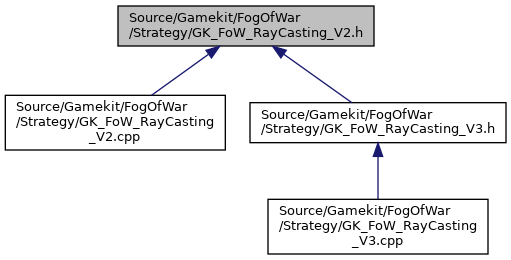 Source/Gamekit/FogOfWar
/Strategy/GK_FoW_RayCasting_V2.h
Source/Gamekit/FogOfWar
/Strategy/GK_FoW_RayCasting
_V2.cpp
Source/Gamekit/FogOfWar
/Strategy/GK_FoW_RayCasting_V3.h
Source/Gamekit/FogOfWar
/Strategy/GK_FoW_RayCasting
_V3.cpp